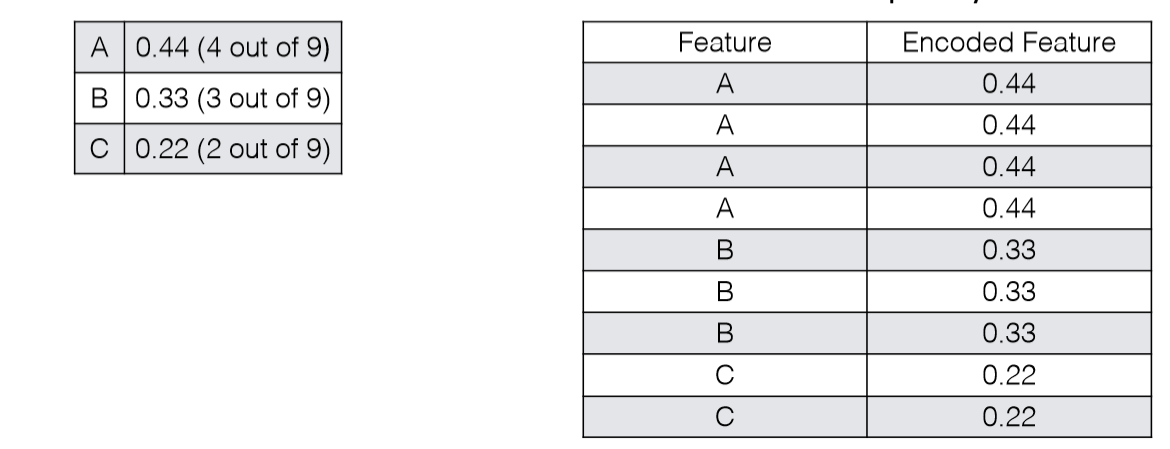 A 0.44 (4 out of 9)
B 0.33 (3 out of 9)
C 0.22 (2 out of 9)
Feature Encoded Feature
A 0.44
A 0.44
A 0.44
A 0.44
B 0.33
B 0.33
B 0.33
C 0.22
C 0.22